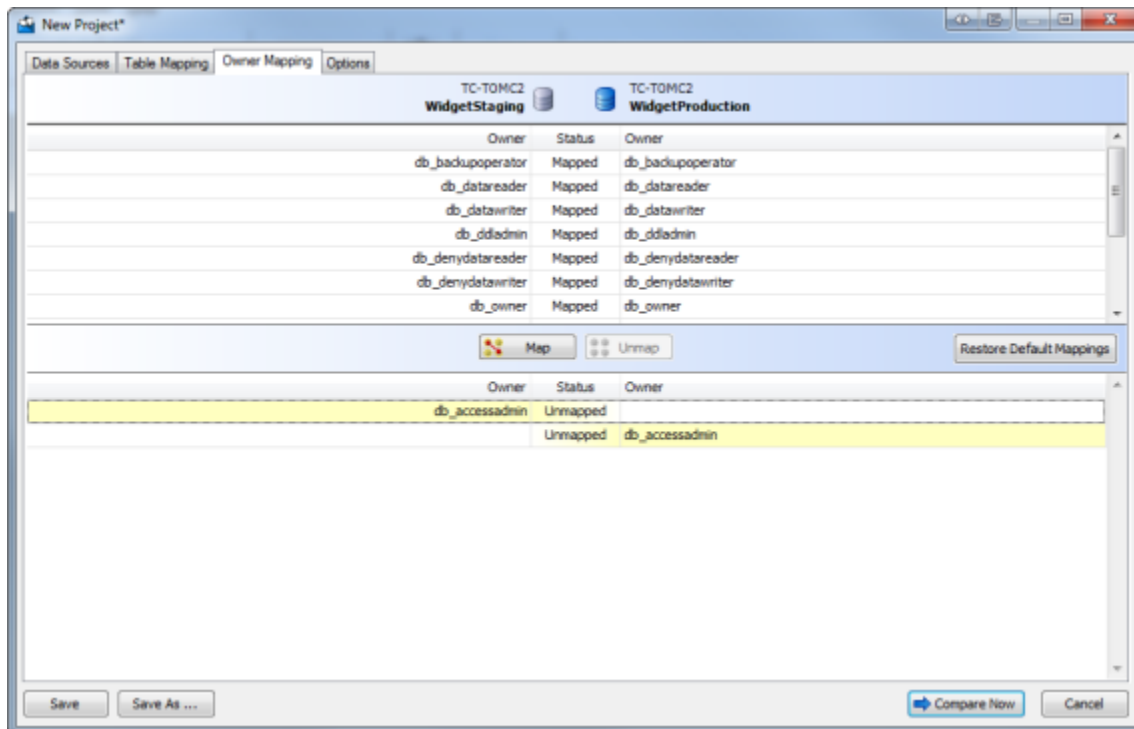 New Project*
Data Sources Table Mapping Owner Mapping Options
TC-TOMC2 TC-TOMC2
WidgetStaging WidgetProduction
Owner Status Owner
db_backupoperator Mapped db_backupoperator
db_datareader Mapped db_datareader
db_datawriter Mapped db_datawriter
db_ddladmin Mapped db_ddladmin
db_denydatareader Mapped db_denydatareader
db_denydatawriter Mapped db_denydatawriter
db_owner Mapped db_owner
Map Unmap Restore Default Mappings
Owner Status Owner
db_accessadmin Unmapped
Unmapped db_accessadmin
Save Save As ... Compare Now Cancel